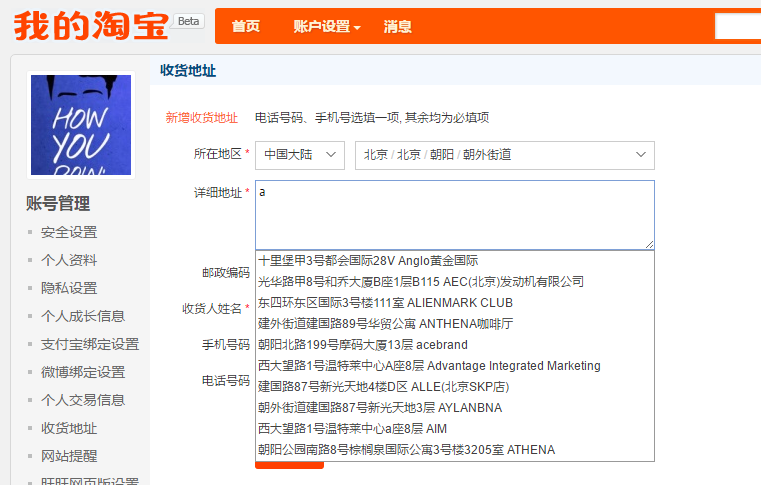 我的淘宝 Beta 首页 账户设置 消息
收货地址
HOW
YOU
DOIN'
新增收货地址 电话号码、手机号选填一项, 其余均为必填项
所在地区 * 中国大陆 北京 / 北京 / 朝阳 / 朝外街道
详细地址 * a
账号管理
安全设置
个人资料
隐私设置
个人成长信息
支付宝绑定设置
微博绑定设置
个人交易信息
收货地址
网站提醒
旺旺网页版设置
邮政编码
收货人姓名 *
手机号码
电话号码
十里堡甲3号都会国际28V Anglo黄金国际
光华路甲8号和乔大厦B座1层B115 AEC(北京)发动机有限公司
东四环东区国际3号楼111室 ALIENMARK CLUB
建外街道建国路89号华贸公寓 ANTHENA咖啡厅
朝阳北路199号摩码大厦13层 acebrand
西大望路1号温特莱中心A座8层 Advantage Integrated Marketing
建国路87号新光天地4楼D区 ALLE(北京SKP店)
朝外街道建国路87号新光天地3层 AYLANBNA
西大望路1号温特莱中心a座8层 AIM
朝阳公园南路8号棕榈泉国际公寓3号楼3205室 ATHENA